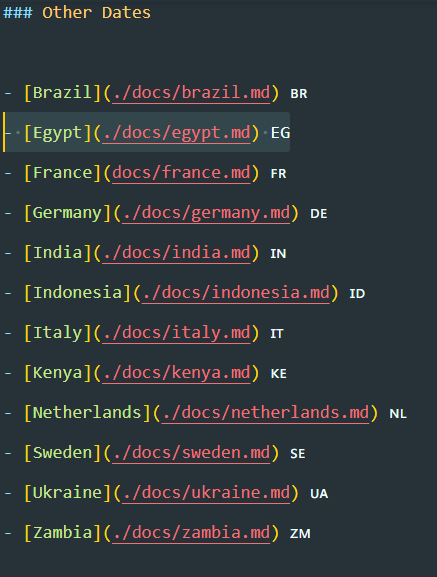 ### Other Dates
- [Brazil](./docs/brazil.md) BR
- [Egypt](./docs/egypt.md) EG
- [France](docs/france.md) FR
- [Germany](./docs/germany.md) DE
- [India](./docs/india.md) IN
- [Indonesia](./docs/indonesia.md) ID
- [Italy](./docs/italy.md) IT
- [Kenya](./docs/kenya.md) KE
- [Netherlands](./docs/netherlands.md) NL
- [Sweden](./docs/sweden.md) SE
- [Ukraine](./docs/ukraine.md) UA
- [Zambia](./docs/zambia.md) ZM